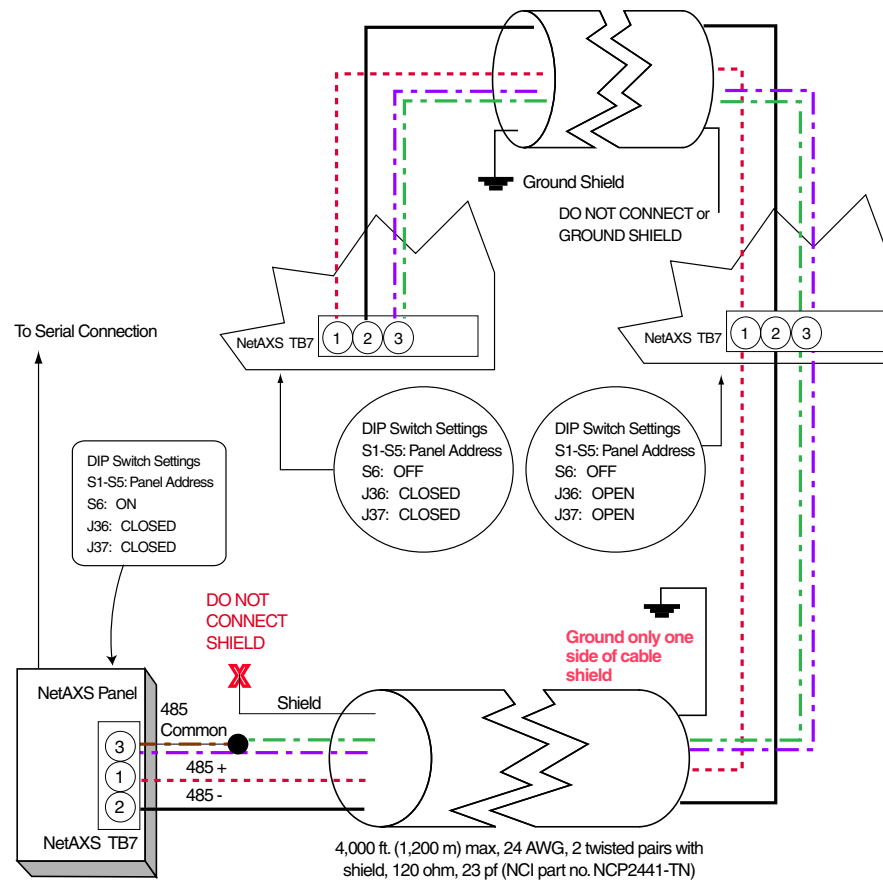 Ground Shield
DO NOT CONNECT or
GROUND SHIELD
To Serial Connection
NetAXS TB7
1
2
3
NetAXS TB7
1
2
3
DIP Switch Settings
S1-S5: Panel Address
S6: OFF
J36: CLOSED
J37: CLOSED
DIP Switch Settings
S1-S5: Panel Address
S6: OFF
J36: OPEN
J37: OPEN
DIP Switch Settings
S1-S5: Panel Address
S6: ON
J36: CLOSED
J37: CLOSED
DO NOT
CONNECT
SHIELD
X
Ground only one
side of cable
shield
NetAXS Panel
Shield
485
Common
3
485 +
1
485 -
2
NetAXS TB7
4,000 ft. (1,200 m) max, 24 AWG, 2 twisted pairs with
shield, 120 ohm, 23 pf (NCI part no. NCP2441-TN)